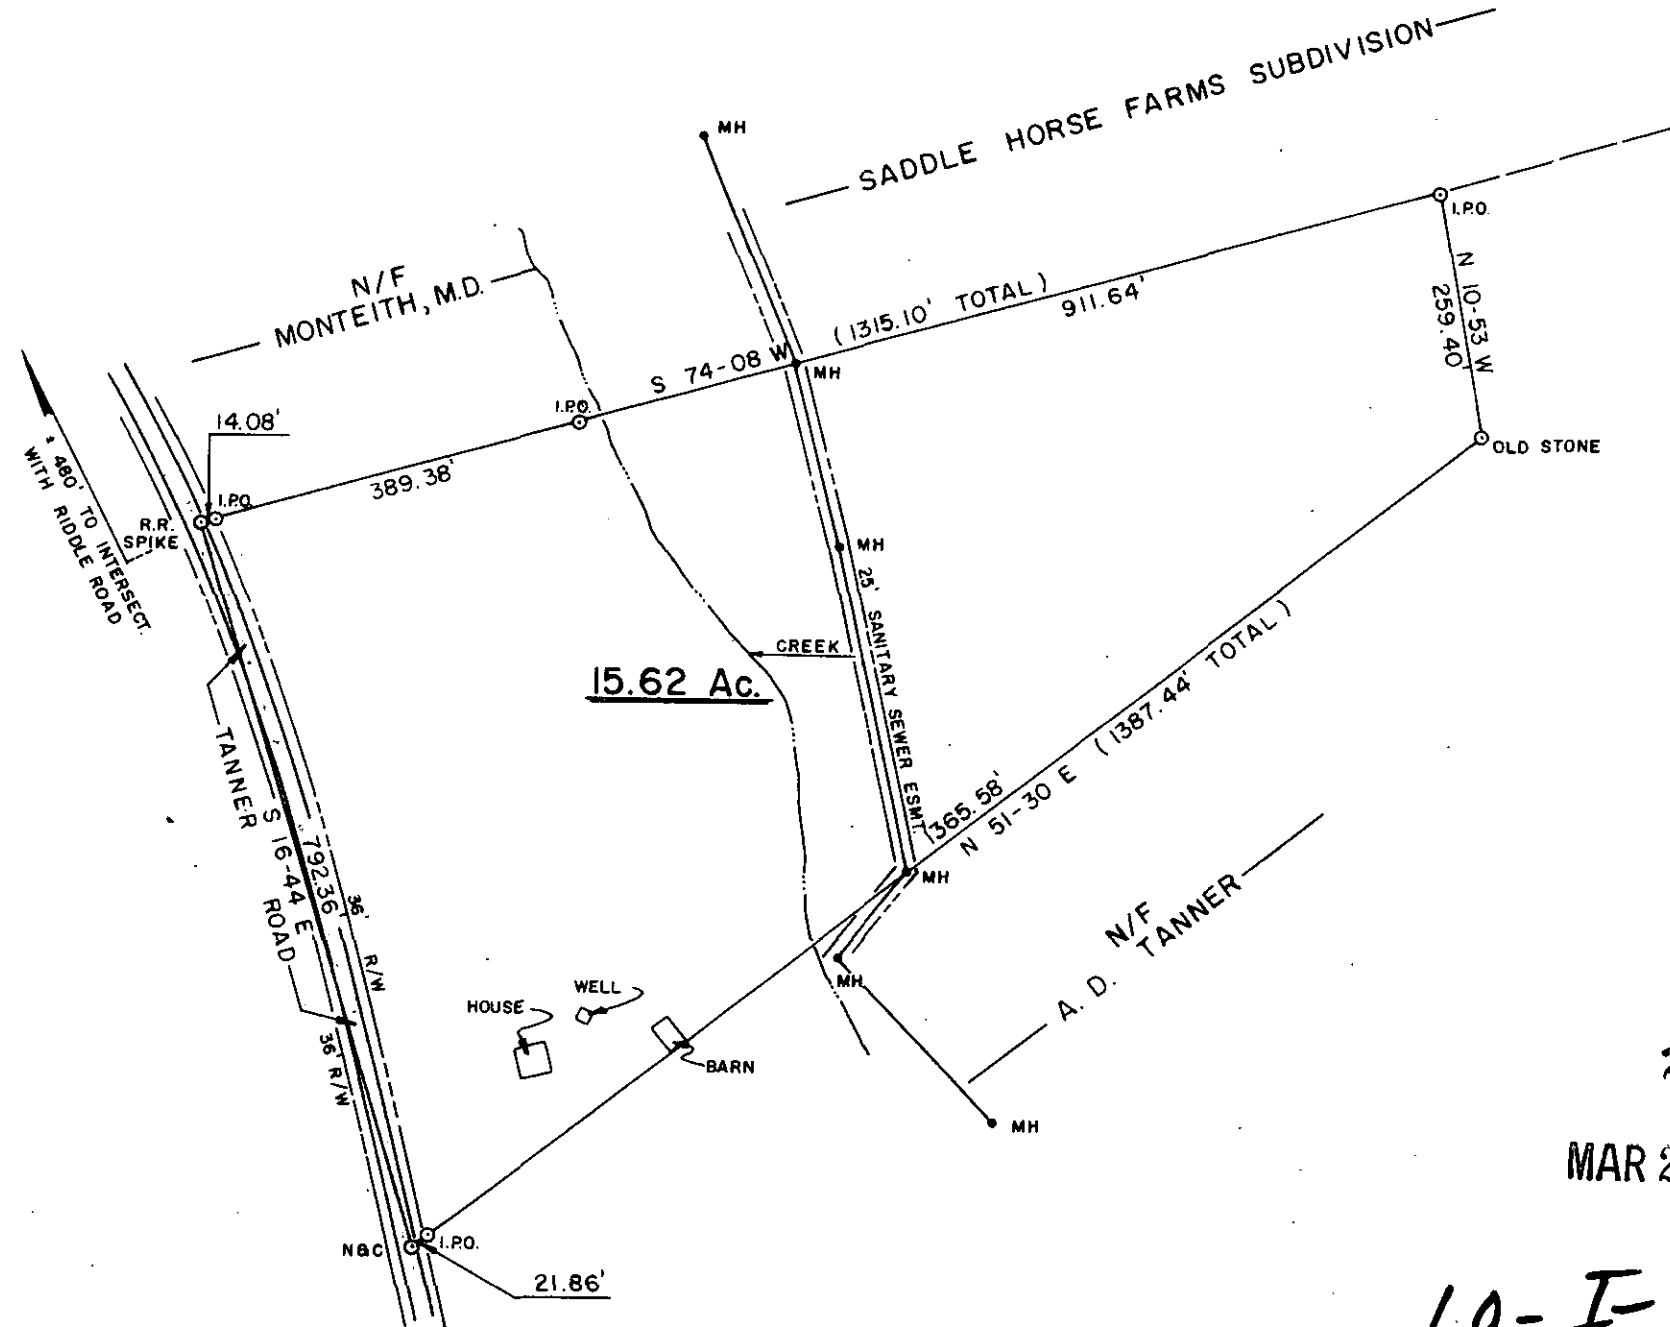 MH
SADDLE HORSE FARMS SUBDIVISION
I.P.O.
N/F
MONTEITH, M.D.
(1315.10' TOTAL)
911.64'
N 10-53 W
259.40'
S 74-08 W
MH
I.P.O.
14.08'
389.38'
I.P.O.
R.R.
SPIKE
± 480' TO INTERSECT.
WITH RIDDLE ROAD
OLD STONE
MH
25' SANITARY SEWER ESMT.
CREEK
15.62 Ac.
(1387.44' TOTAL)
TANNER
ROAD
S 16-44 E
792.36'
36' R/W
36' R/W
(1365.58'
N 51-30 E
MH
N/F
A. D. TANNER
MH
WELL
HOUSE
BARN
MH
MAR 2
N&C
I.P.O.
21.86'